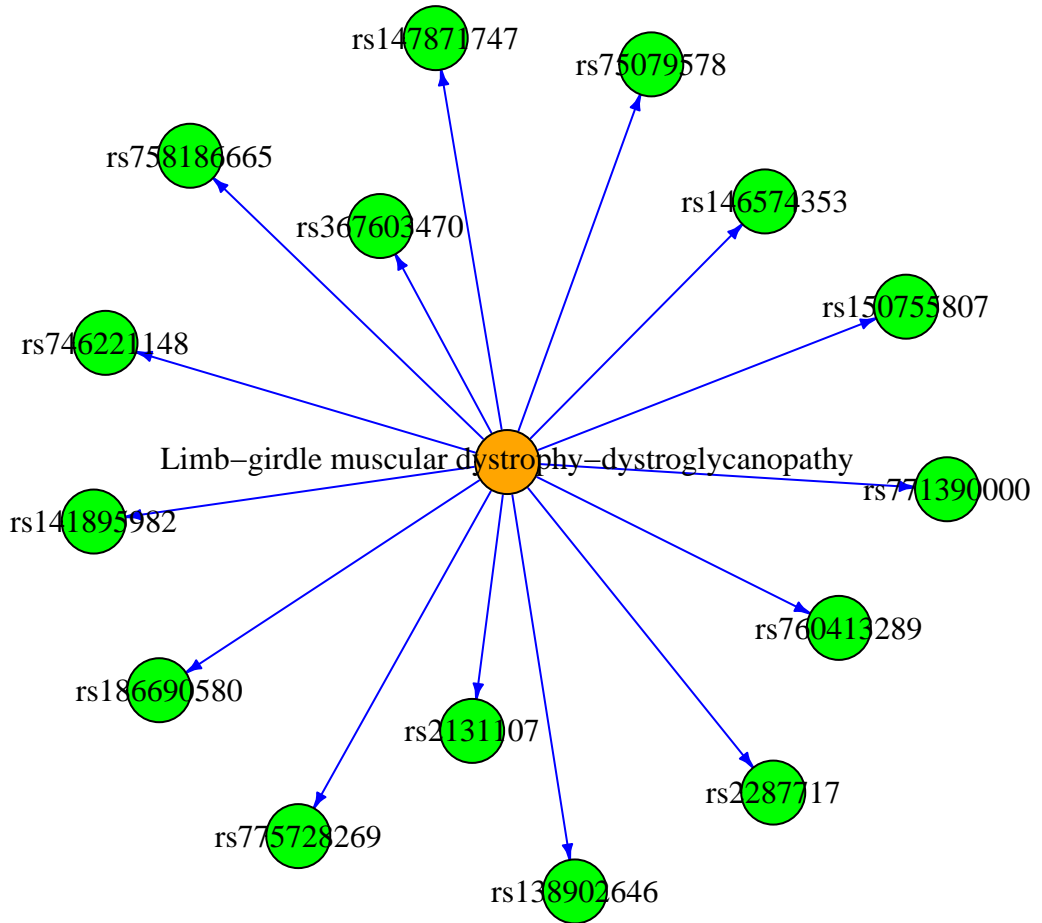 rs147871747
rs75079578
rs758186665
rs146574353
rs367603470
rs150755807
rs746221148
Limb−girdle muscular dystrophy−dystroglycanopathy
rs771390000
rs141895982
rs760413289
rs186690580
rs2131107
rs2287717
rs775728269
rs138902646